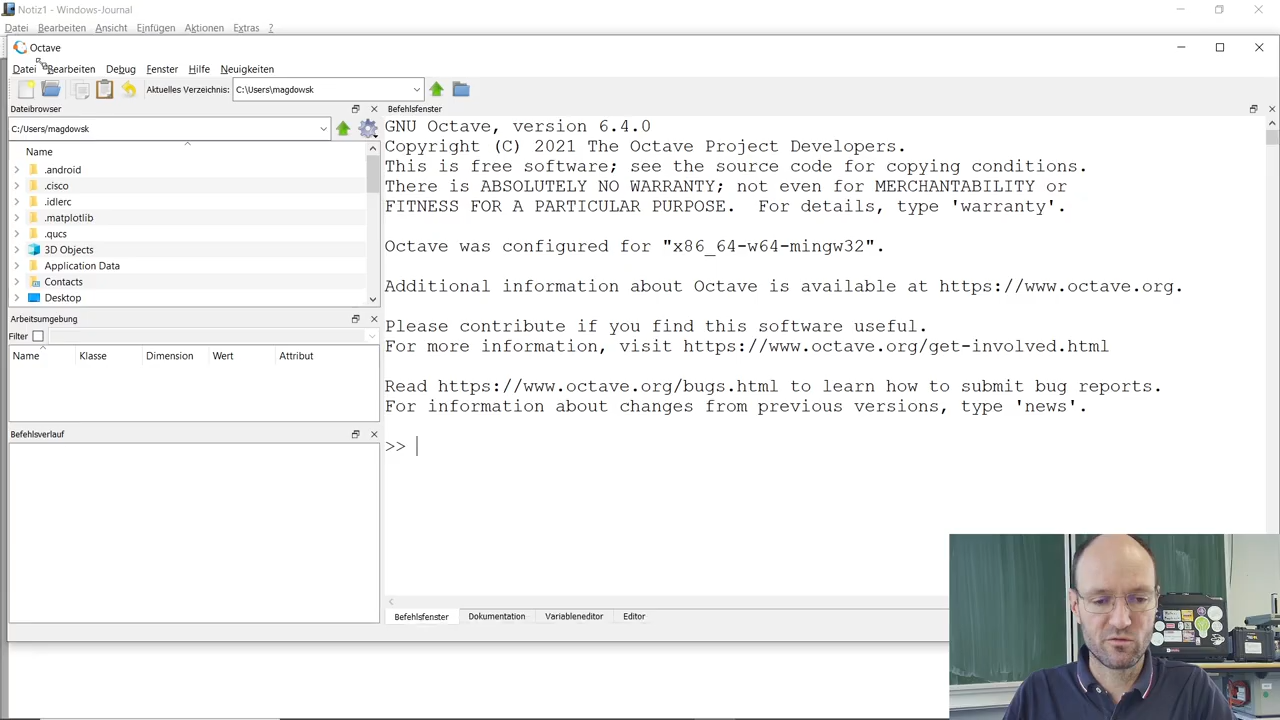 Notiz1 - Windows-Journal
Datei Bearbeiten Ansicht Einfügen Aktionen Extras ?
Octave
Datei Bearbeiten Debug Fenster Hilfe Neuigkeiten
Aktuelles Verzeichnis: C:\Users\magdowsk
Dateibrowser
C:/Users/magdowsk
Name
.android
.cisco
.idlerc
.matplotlib
.qucs
3D Objects
Application Data
Contacts
Desktop
Arbeitsumgebung
Filter
Name Klasse Dimension Wert Attribut
Befehlsverlauf
Befehlsfenster
GNU Octave, version 6.4.0
Copyright (C) 2021 The Octave Project Developers.
This is free software; see the source code for copying conditions.
There is ABSOLUTELY NO WARRANTY; not even for MERCHANTABILITY or
FITNESS FOR A PARTICULAR PURPOSE.  For details, type 'warranty'.
Octave was configured for "x86_64-w64-mingw32".
Additional information about Octave is available at https://www.octave.org.
Please contribute if you find this software useful.
For more information, visit https://www.octave.org/get-involved.html
Read https://www.octave.org/bugs.html to learn how to submit bug reports.
For information about changes from previous versions, type 'news'.
>>
Befehlsfenster Dokumentation Variableneditor Editor